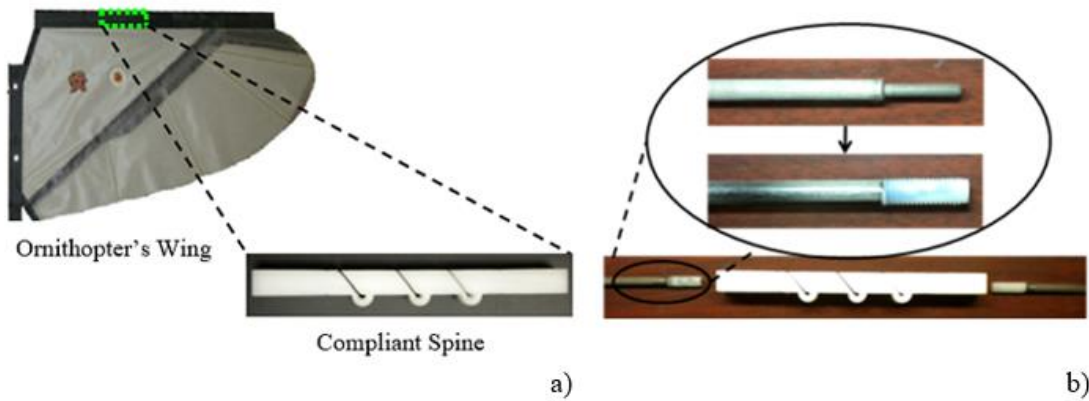 Ornithopter’s Wing
Compliant Spine
a)
b)